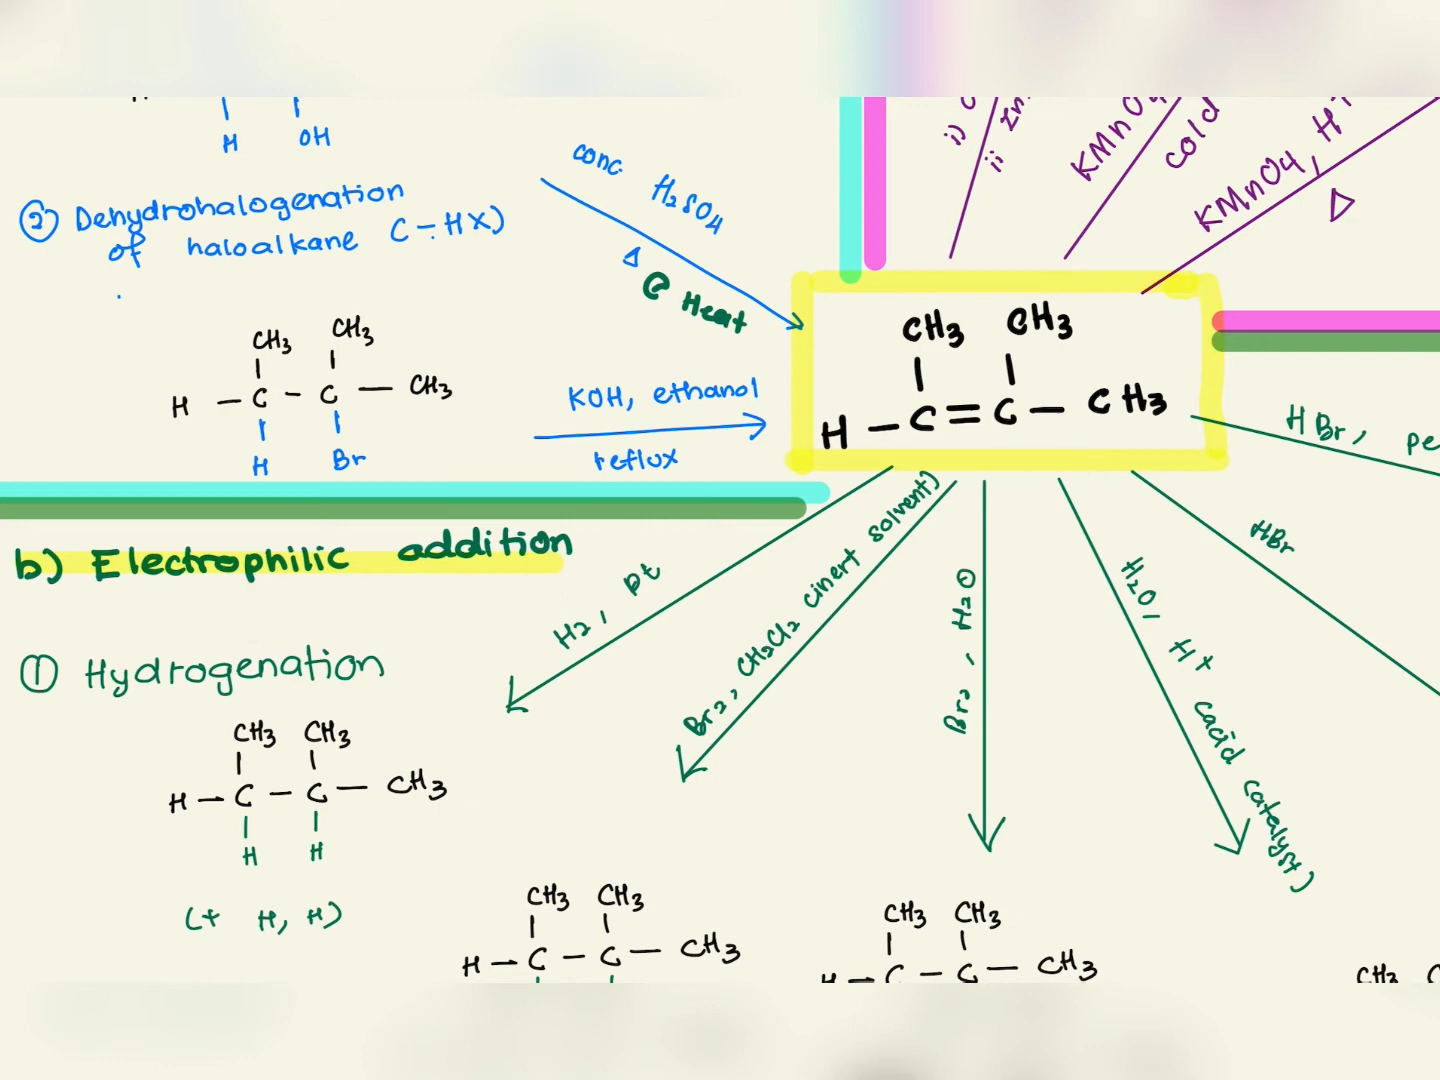 H OH
② Dehydrohalogenation
of haloalkane (-HX)
CH3 CH3
H - C - C - CH3
H Br
conc. H2SO4
Δ @ Heat
KOH, ethanol
reflux
i)
ii
KMnO4
cold
KMnO4, H+
Δ
CH3 CH3
H - C = C - CH3
HBr,
b) Electrophilic addition
① Hydrogenation
CH3 CH3
H - C - C - CH3
H H
(+ H, H)
H2, Pt
Br2, CH2Cl2 (inert solvent)
Br2, H2O
H2O, H+ (acid catalyst)
HBr
CH3 CH3
H - C - C - CH3
CH3 CH3
H - C - C - CH3
CH3